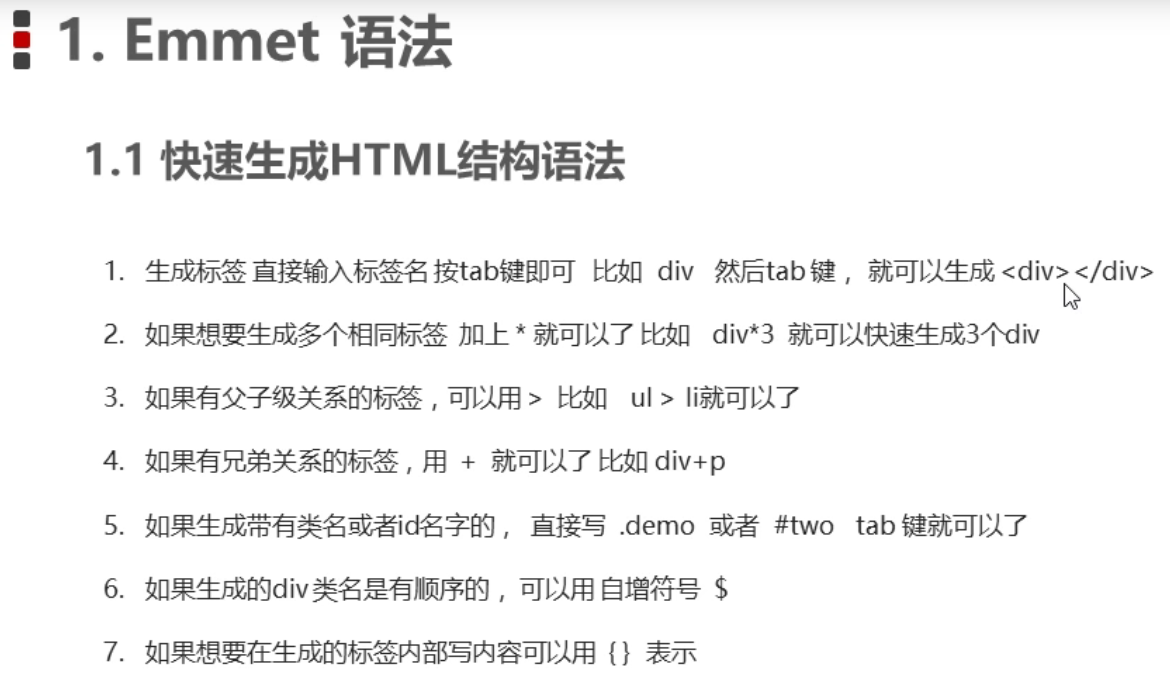 1. Emmet 语法
1.1 快速生成HTML结构语法
1. 生成标签 直接输入标签名 按tab键即可 比如 div 然后tab 键， 就可以生成 <div></div>
2. 如果想要生成多个相同标签 加上 * 就可以了 比如 div*3 就可以快速生成3个div
3. 如果有父子级关系的标签，可以用 > 比如 ul > li就可以了
4. 如果有兄弟关系的标签，用 + 就可以了 比如 div+p
5. 如果生成带有类名或者id名字的， 直接写 .demo 或者 #two tab 键就可以了
6. 如果生成的div 类名是有顺序的， 可以用 自增符号 $
7. 如果想要在生成的标签内部写内容可以用 { } 表示